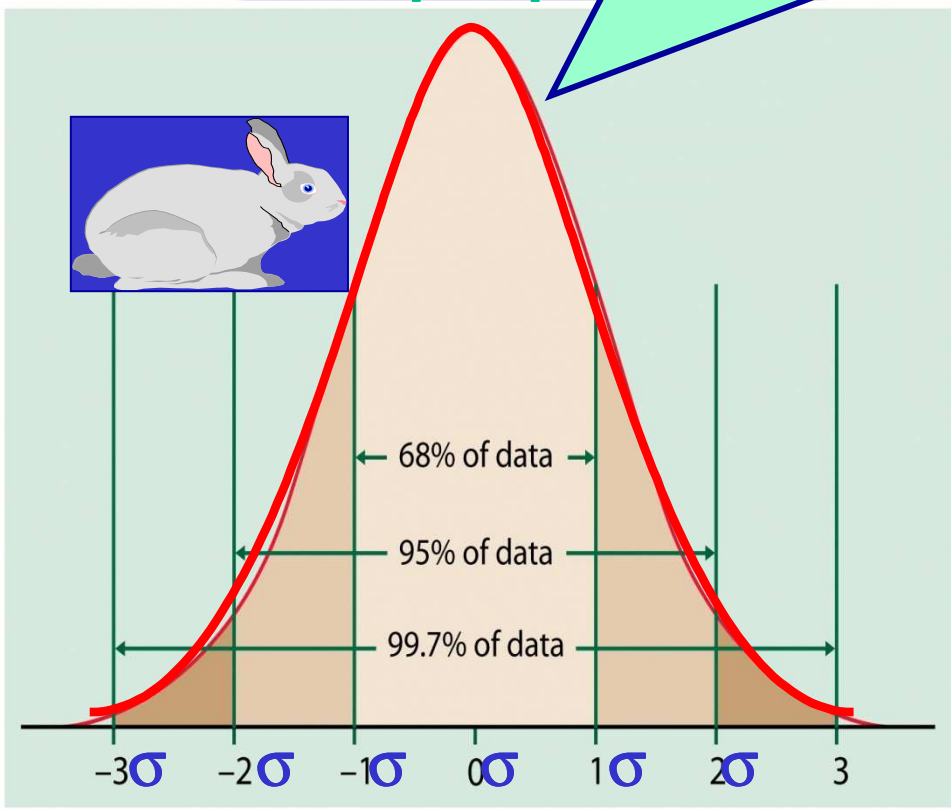 68% of data
95% of data
99.7% of data
–3σ –2σ –1σ 0σ 1σ 2σ 3